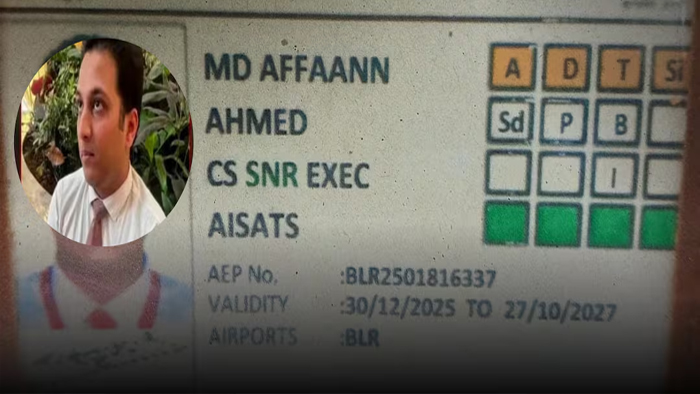 MD AFFAANN
AHMED
CS SNR EXEC
AISATS
A D T Si
Sd P B
I
AEP No. :BLR2501816337
VALIDITY :30/12/2025 TO 27/10/2027
AIRPORTS :BLR